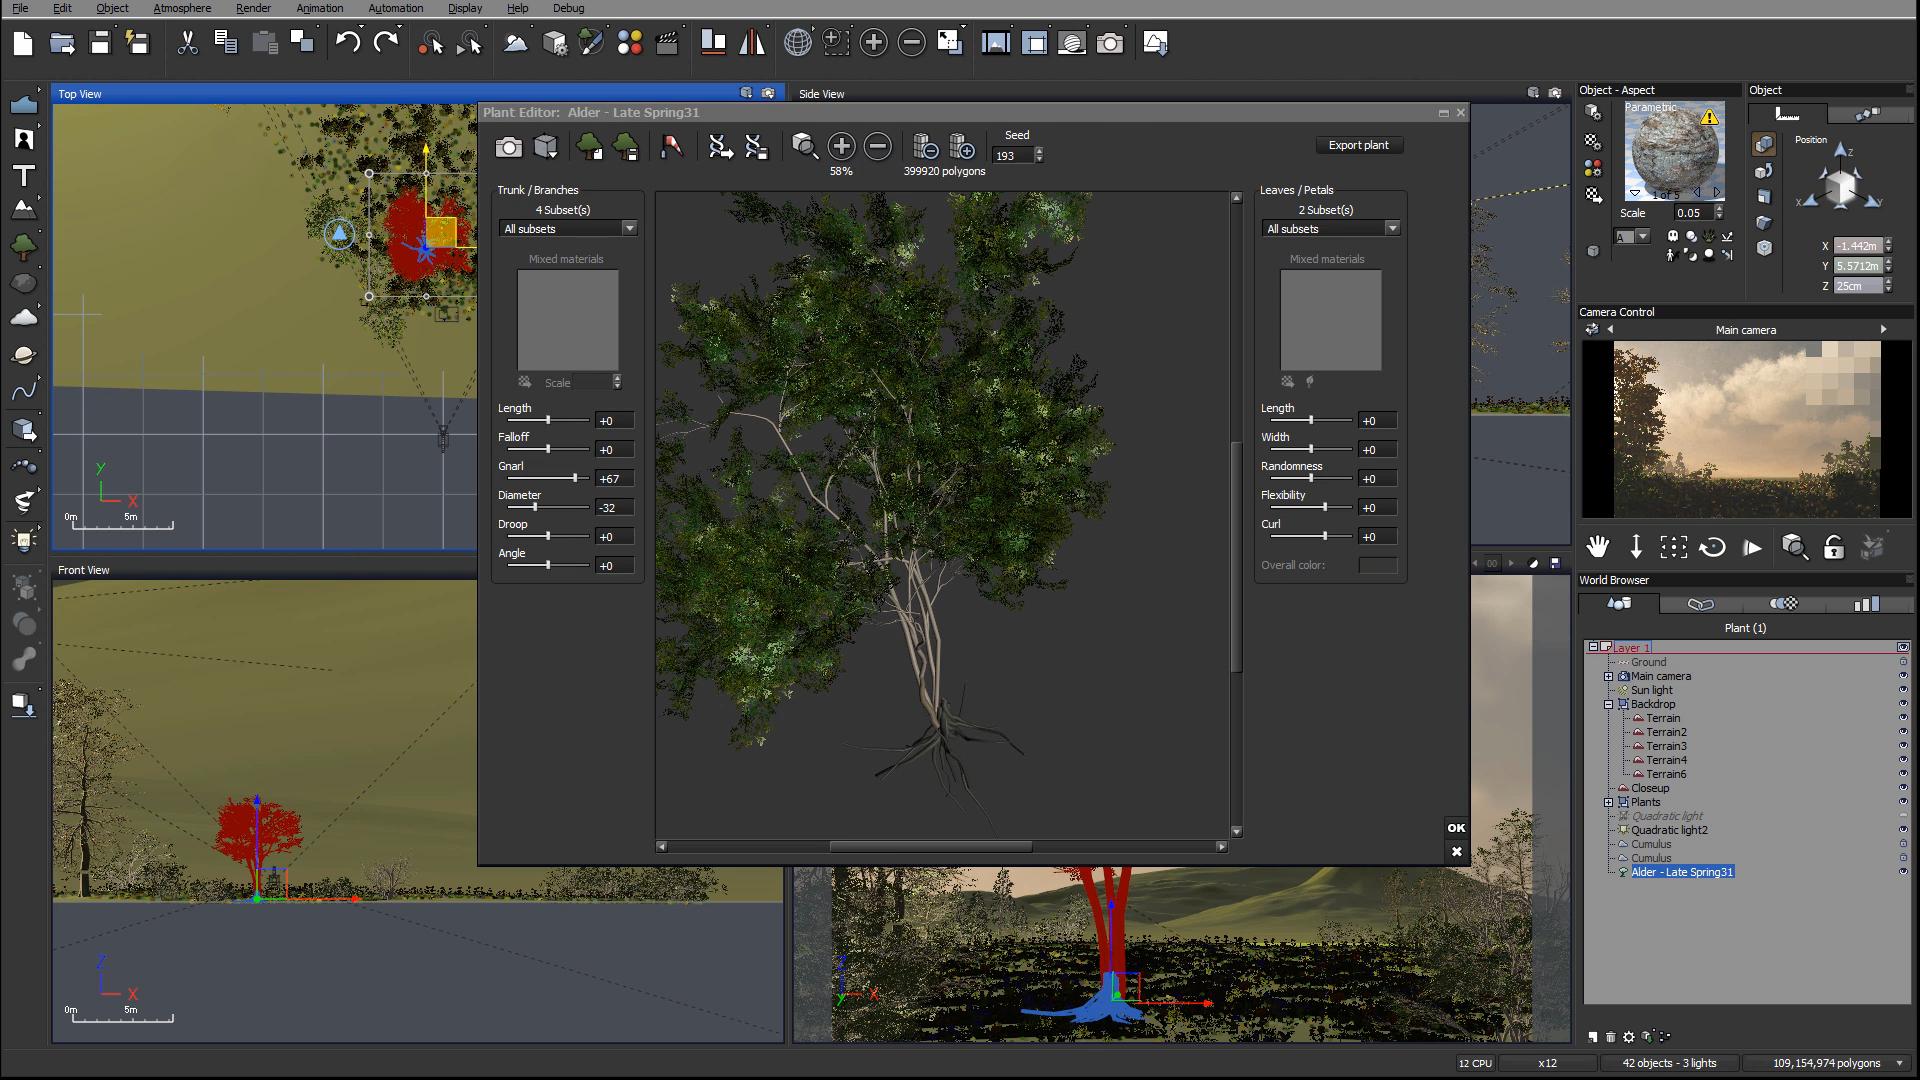 File Edit Object Atmosphere Render Animation Automation Display Help Debug
Top View
Side View
Plant Editor: Alder - Late Spring31
58%
399920 polygons
Seed
193
Export plant
Trunk / Branches
4 Subset(s)
All subsets
Mixed materials
Scale
Length
+0
Falloff
+0
Gnarl
+67
Diameter
-32
Droop
+0
Angle
+0
Leaves / Petals
2 Subset(s)
All subsets
Mixed materials
Length
+0
Width
+0
Randomness
+0
Flexibility
+0
Curl
+0
Overall color:
OK
Y
X
0m
5m
Front View
Z
X
0m
5m
Z
Y
X
00
Object - Aspect
Parametric
1 of 5
Scale
0.05
A
Object
Position
Z
X
Y
X -1.442m
Y 5.5712m
Z 25cm
Camera Control
Main camera
World Browser
Plant (1)
Layer 1
Ground
Main camera
Sun light
Backdrop
Terrain
Terrain2
Terrain3
Terrain4
Terrain6
Closeup
Plants
Quadratic light
Quadratic light2
Cumulus
Cumulus
Alder - Late Spring31
12 CPU
x12
42 objects - 3 lights
109,154,974 polygons